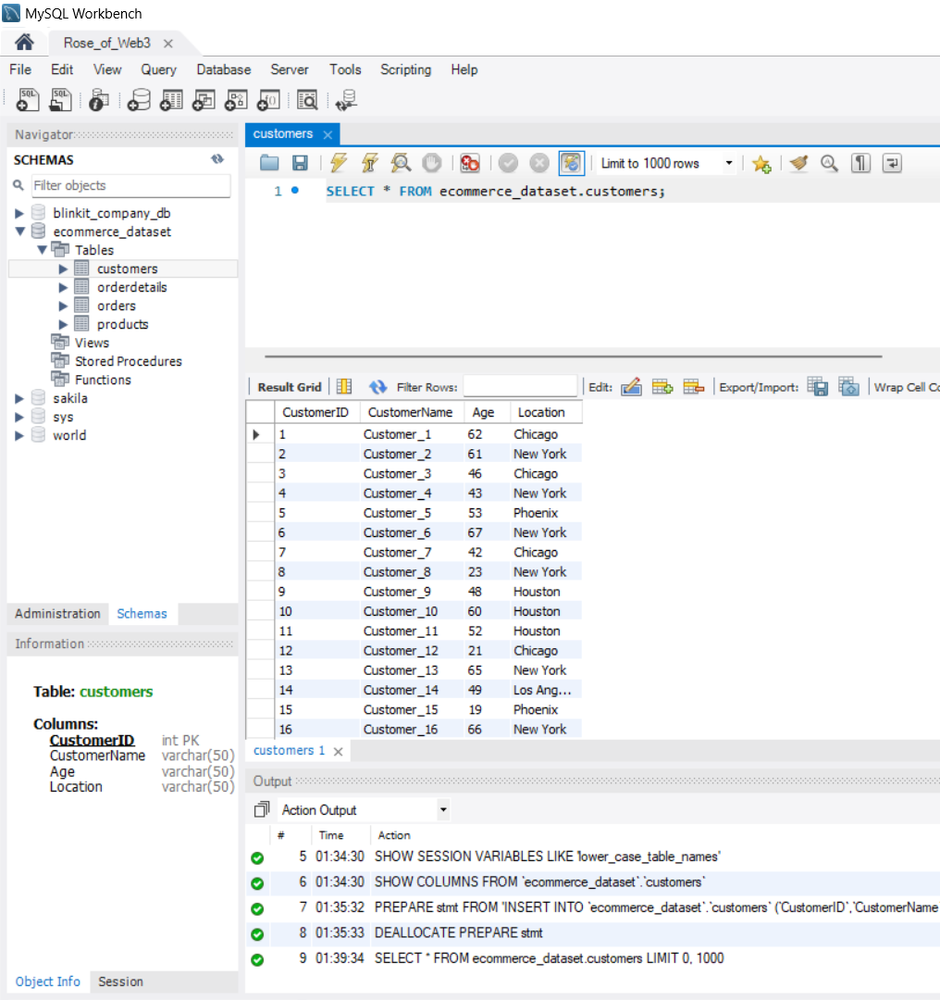 MySQL Workbench
Rose_of_Web3
File Edit View Query Database Server Tools Scripting Help
SQL SQL
Navigator
SCHEMAS
Filter objects
blinkit_company_db
ecommerce_dataset
Tables
customers
orderdetails
orders
products
Views
Stored Procedures
Functions
sakila
sys
world
Administration Schemas
Information
Table: customers
Columns:
CustomerID int PK
CustomerName varchar(50)
Age varchar(50)
Location varchar(50)
Object Info Session
customers
Limit to 1000 rows
1 SELECT * FROM ecommerce_dataset.customers;
Result Grid Filter Rows: Edit: Export/Import: Wrap Cell Co
CustomerID CustomerName Age Location
1 Customer_1 62 Chicago
2 Customer_2 61 New York
3 Customer_3 46 Chicago
4 Customer_4 43 New York
5 Customer_5 53 Phoenix
6 Customer_6 67 New York
7 Customer_7 42 Chicago
8 Customer_8 23 New York
9 Customer_9 48 Houston
10 Customer_10 60 Houston
11 Customer_11 52 Houston
12 Customer_12 21 Chicago
13 Customer_13 65 New York
14 Customer_14 49 Los Ang...
15 Customer_15 19 Phoenix
16 Customer_16 66 New York
customers 1
Output
Action Output
# Time Action
5 01:34:30 SHOW SESSION VARIABLES LIKE 'lower_case_table_names'
6 01:34:30 SHOW COLUMNS FROM `ecommerce_dataset`.`customers`
7 01:35:32 PREPARE stmt FROM 'INSERT INTO `ecommerce_dataset`.`customers` (`CustomerID`,`CustomerName
8 01:35:33 DEALLOCATE PREPARE stmt
9 01:39:34 SELECT * FROM ecommerce_dataset.customers LIMIT 0, 1000